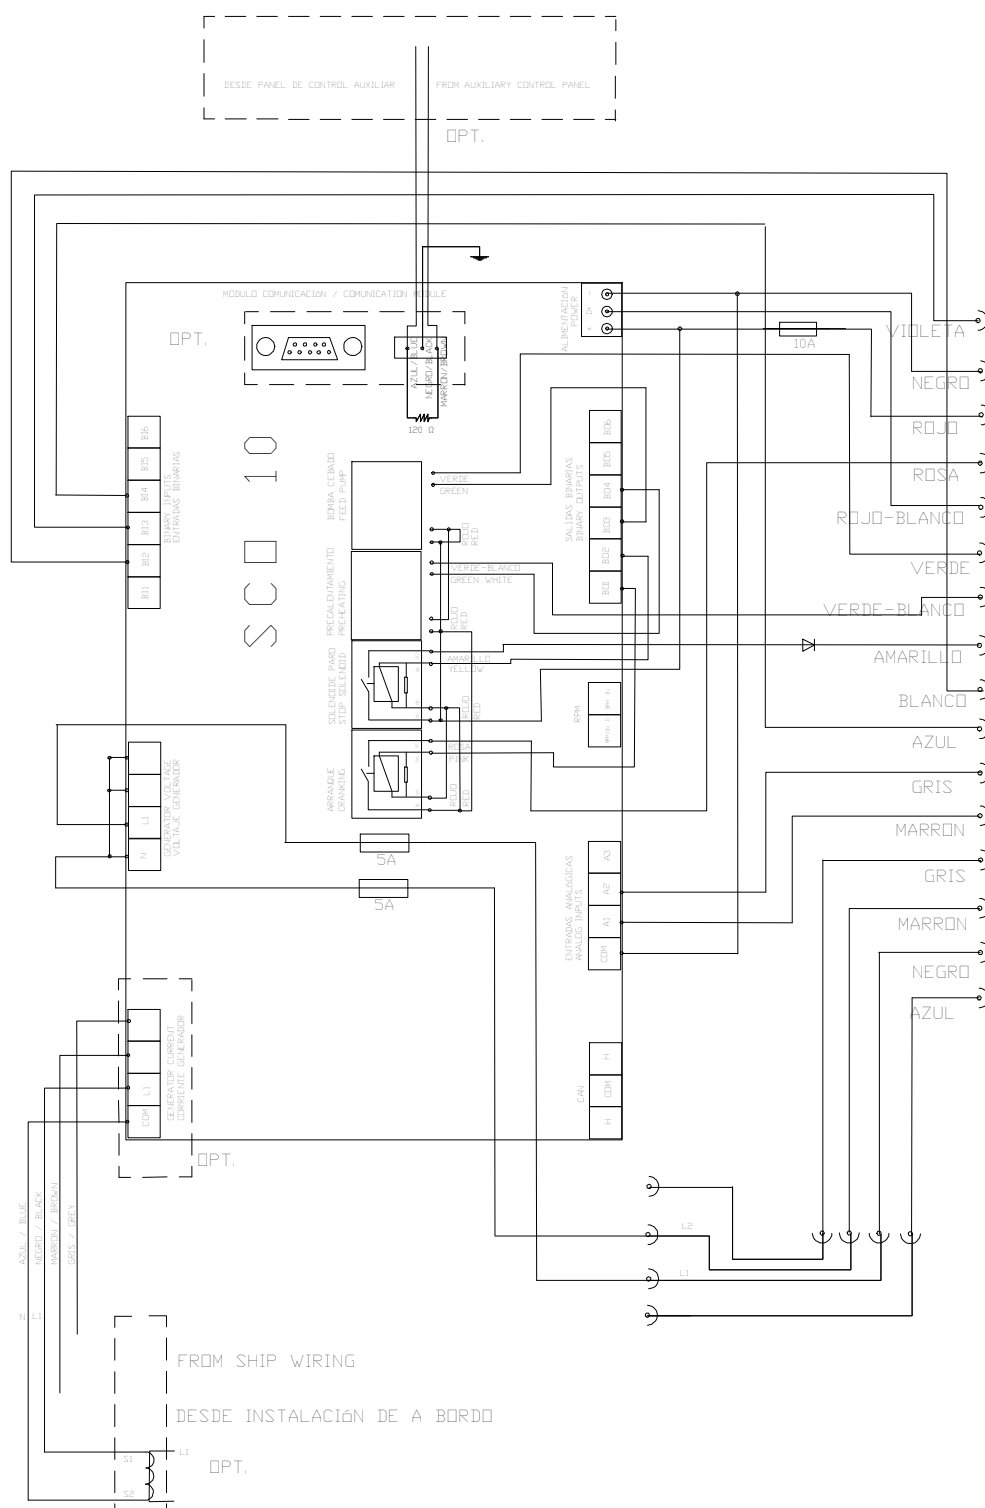 DESDE PANEL DE CONTROL AUXILIAR
FROM AUXILIARY CONTROL PANEL
OPT.
MODULO COMUNICACIóN / COMUNICATION MODULE
OPT.
AZUL/BLUE
NEGRO/BLACK
MARRON/BROWN
120 Ω
ALIMENTACIóN
POWER
-
D+
+
10A
VIOLETA
NEGRO
ROJO
ROSA
ROJO-BLANCO
VERDE
VERDE-BLANCO
AMARILLO
BLANCO
AZUL
GRIS
MARRON
GRIS
MARRON
NEGRO
AZUL
BI6
BI5
BI4
BI3
BI2
BI1
BINARY INPUTS
ENTRADAS BINARIAS
SCO 10
BOMBA CEBADO
FEED PUMP
VERDE
GREEN
ROJO
RED
PRECALENTAMIENTO
PREHEATING
VERDE-BLANCO
GREEN WHITE
ROJO
RED
SOLENOIDE PARO
STOP SOLENOID
AMARILLO
YELLOW
ROJO
RED
ARRANQUE
CRANKING
ROSA
PINK
ROJO
RED
SALIDAS BINARIAS
BINARY OUTPUTS
BO6
BO5
BO4
BO3
BO2
BO1
RPM
RPM IN
GENERATOR VOLTAGE
VOLTAJE GENERADOR
L1
N
5A
5A
ENTRADAS ANALóGICAS
ANALOG INPUTS
A3
A2
A1
COM
GENERATOR CURRENT
CORRIENTE GENERADOR
L1
COM
OPT.
CAN
H
COM
H
AZUL / BLUE
NEGRO / BLACK
MARRON / BROWN
GRIS / GREY
N
L1
L2
L1
FROM SHIP WIRING
DESDE INSTALACIóN DE A BORDO
S1
L1
OPT.
S2